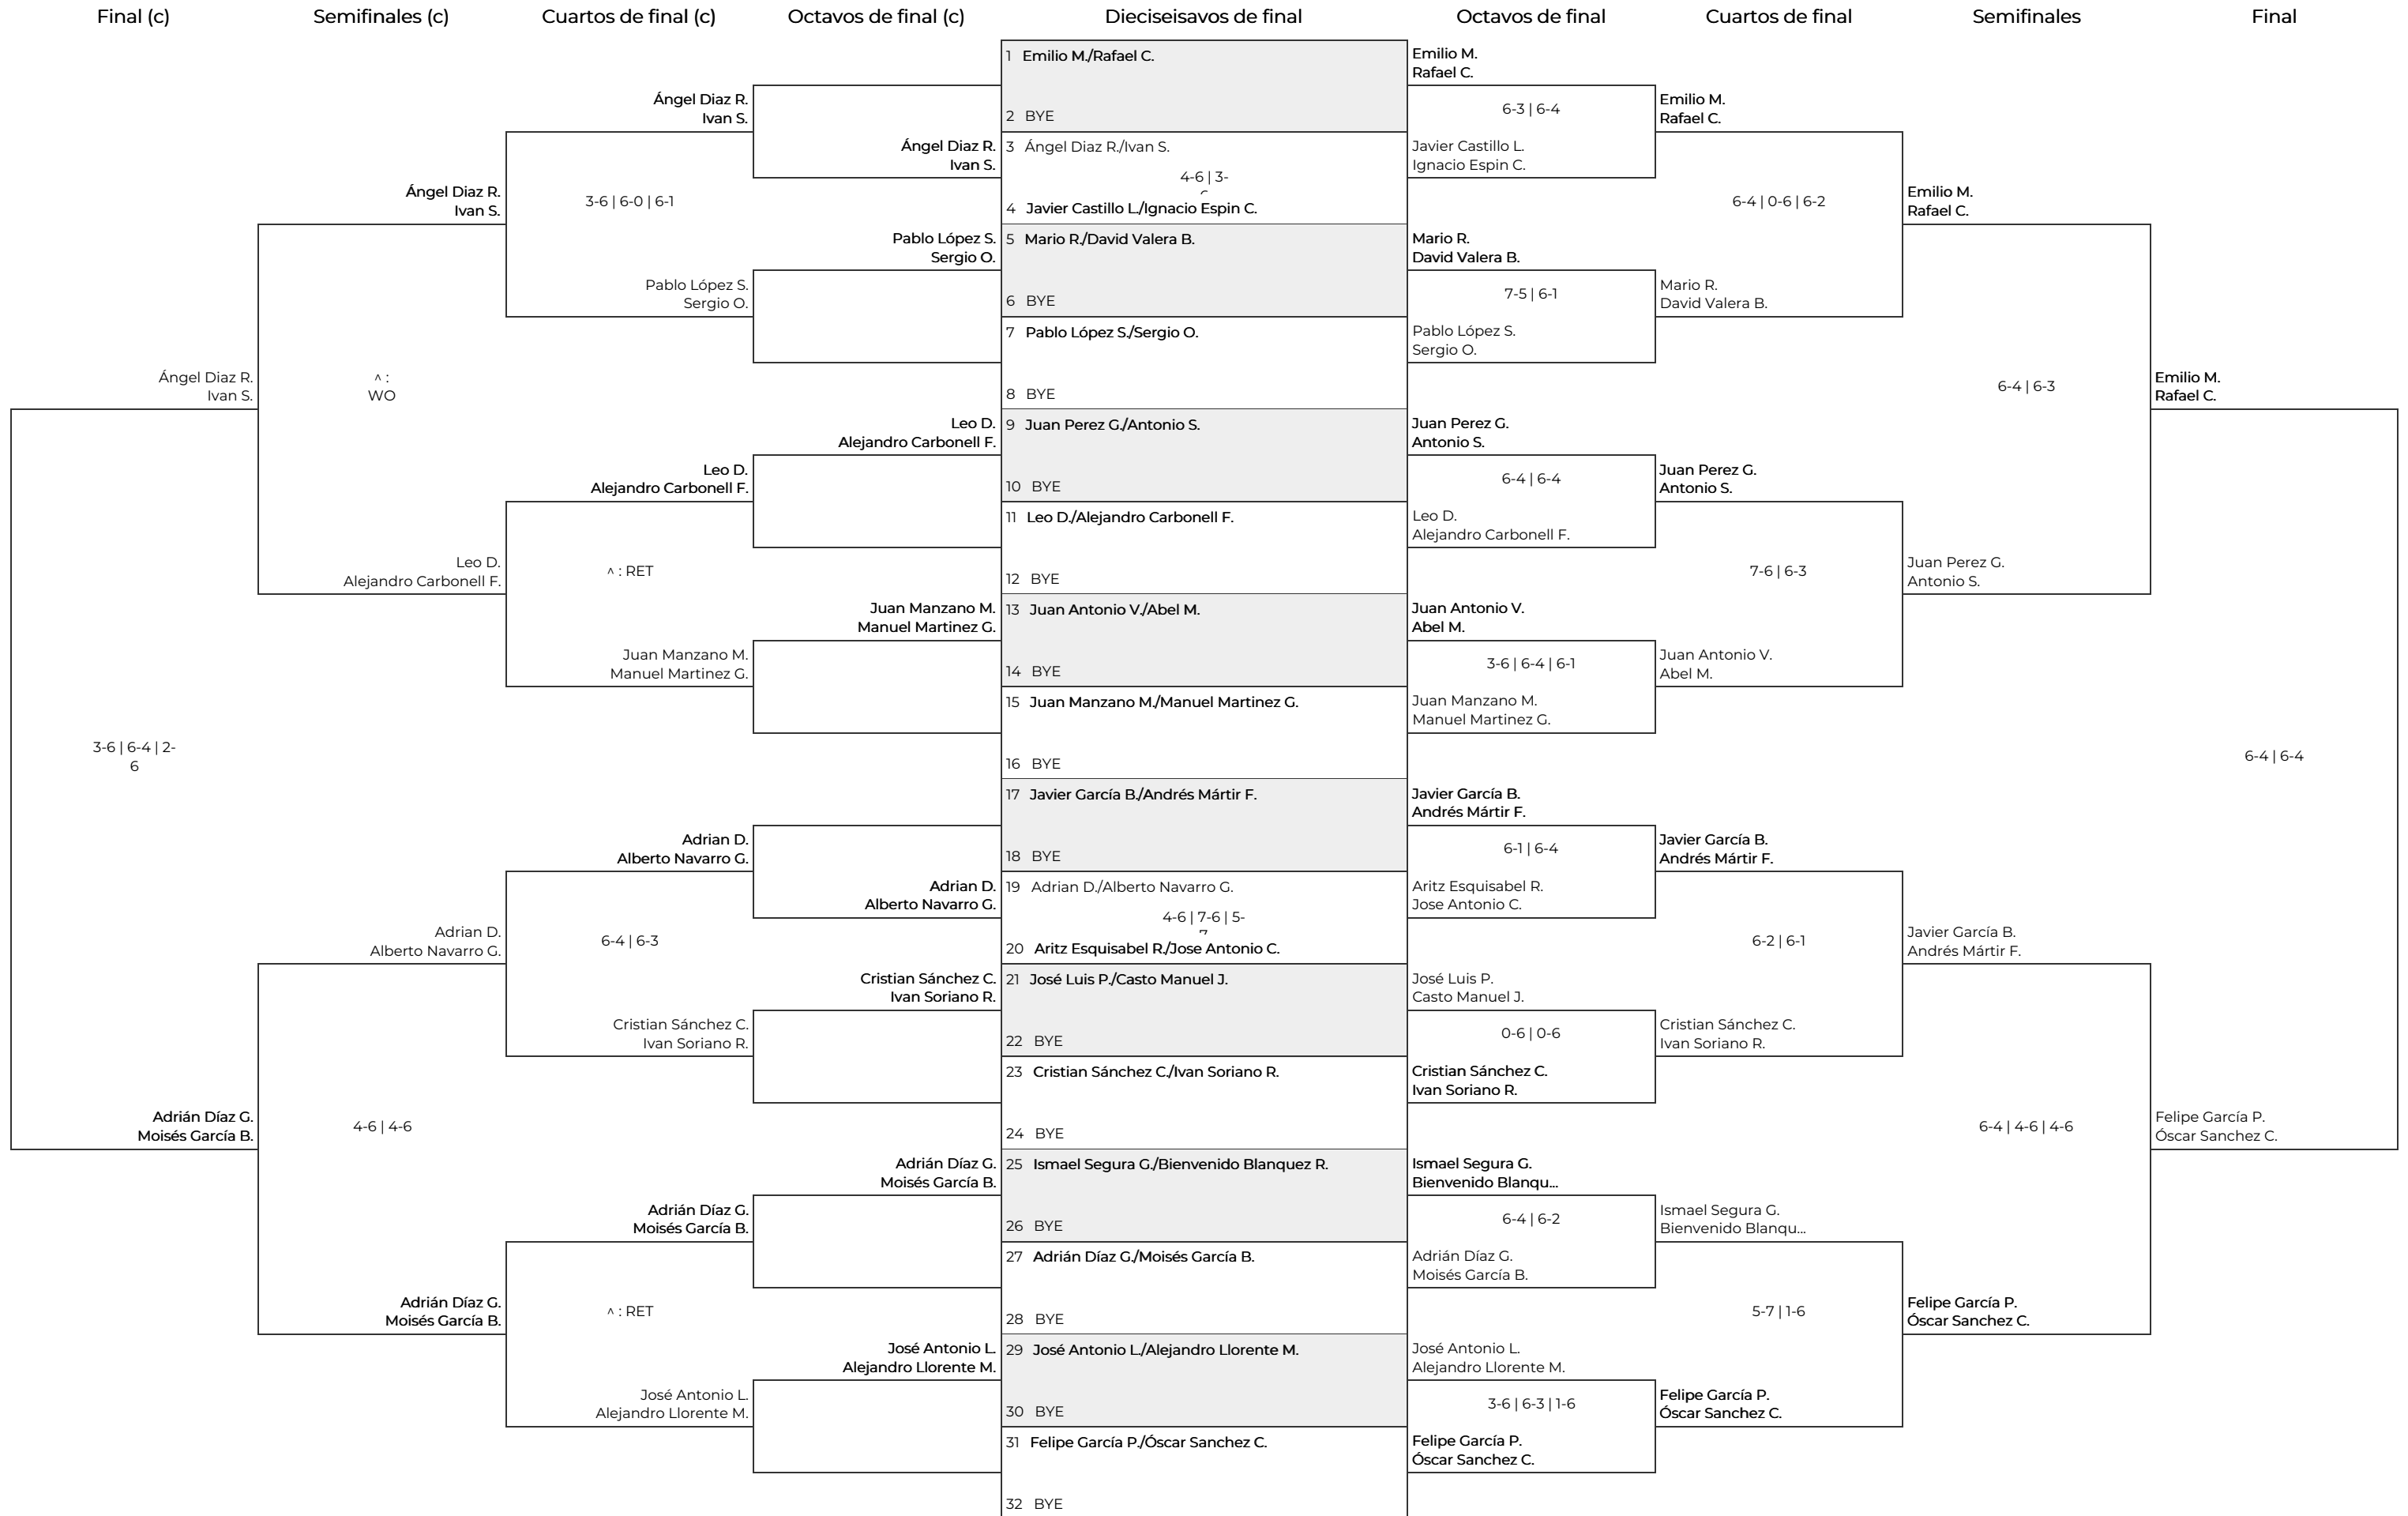 Final (c)
Semifinales (c)
Cuartos de final (c)
Octavos de final (c)
Dieciseisavos de final
Octavos de final
Cuartos de final
Semifinales
Final
Ángel Diaz R.
Ivan S.
3-6 | 6-4 | 2-
6
Adrián Díaz G.
Moisés García B.
Ángel Diaz R.
Ivan S.
^ :
WO
Leo D.
Alejandro Carbonell F.
Adrian D.
Alberto Navarro G.
4-6 | 4-6
Adrián Díaz G.
Moisés García B.
Ángel Diaz R.
Ivan S.
3-6 | 6-0 | 6-1
Pablo López S.
Sergio O.
Leo D.
Alejandro Carbonell F.
^ : RET
Juan Manzano M.
Manuel Martinez G.
Adrian D.
Alberto Navarro G.
6-4 | 6-3
Cristian Sánchez C.
Ivan Soriano R.
Adrián Díaz G.
Moisés García B.
^ : RET
José Antonio L.
Alejandro Llorente M.
Ángel Diaz R.
Ivan S.
Pablo López S.
Sergio O.
Leo D.
Alejandro Carbonell F.
Juan Manzano M.
Manuel Martinez G.
Adrian D.
Alberto Navarro G.
Cristian Sánchez C.
Ivan Soriano R.
Adrián Díaz G.
Moisés García B.
José Antonio L.
Alejandro Llorente M.
1 Emilio M./Rafael C.
2 BYE
3 Ángel Diaz R./Ivan S.
4-6 | 3-
4 Javier Castillo L./Ignacio Espin C.
5 Mario R./David Valera B.
6 BYE
7 Pablo López S./Sergio O.
8 BYE
9 Juan Perez G./Antonio S.
10 BYE
11 Leo D./Alejandro Carbonell F.
12 BYE
13 Juan Antonio V./Abel M.
14 BYE
15 Juan Manzano M./Manuel Martinez G.
16 BYE
17 Javier García B./Andrés Mártir F.
18 BYE
19 Adrian D./Alberto Navarro G.
4-6 | 7-6 | 5-
20 Aritz Esquisabel R./Jose Antonio C.
21 José Luis P./Casto Manuel J.
22 BYE
23 Cristian Sánchez C./Ivan Soriano R.
24 BYE
25 Ismael Segura G./Bienvenido Blanquez R.
26 BYE
27 Adrián Díaz G./Moisés García B.
28 BYE
29 José Antonio L./Alejandro Llorente M.
30 BYE
31 Felipe García P./Óscar Sanchez C.
32 BYE
Emilio M.
Rafael C.
6-3 | 6-4
Javier Castillo L.
Ignacio Espin C.
Mario R.
David Valera B.
7-5 | 6-1
Pablo López S.
Sergio O.
Juan Perez G.
Antonio S.
6-4 | 6-4
Leo D.
Alejandro Carbonell F.
Juan Antonio V.
Abel M.
3-6 | 6-4 | 6-1
Juan Manzano M.
Manuel Martinez G.
Javier García B.
Andrés Mártir F.
6-1 | 6-4
Aritz Esquisabel R.
Jose Antonio C.
José Luis P.
Casto Manuel J.
0-6 | 0-6
Cristian Sánchez C.
Ivan Soriano R.
Ismael Segura G.
Bienvenido Blanqu...
6-4 | 6-2
Adrián Díaz G.
Moisés García B.
José Antonio L.
Alejandro Llorente M.
3-6 | 6-3 | 1-6
Felipe García P.
Óscar Sanchez C.
Emilio M.
Rafael C.
6-4 | 0-6 | 6-2
Mario R.
David Valera B.
Juan Perez G.
Antonio S.
7-6 | 6-3
Juan Antonio V.
Abel M.
Javier García B.
Andrés Mártir F.
6-2 | 6-1
Cristian Sánchez C.
Ivan Soriano R.
Ismael Segura G.
Bienvenido Blanqu...
5-7 | 1-6
Felipe García P.
Óscar Sanchez C.
Emilio M.
Rafael C.
6-4 | 6-3
Juan Perez G.
Antonio S.
Javier García B.
Andrés Mártir F.
6-4 | 4-6 | 4-6
Felipe García P.
Óscar Sanchez C.
Emilio M.
Rafael C.
6-4 | 6-4
Felipe García P.
Óscar Sanchez C.